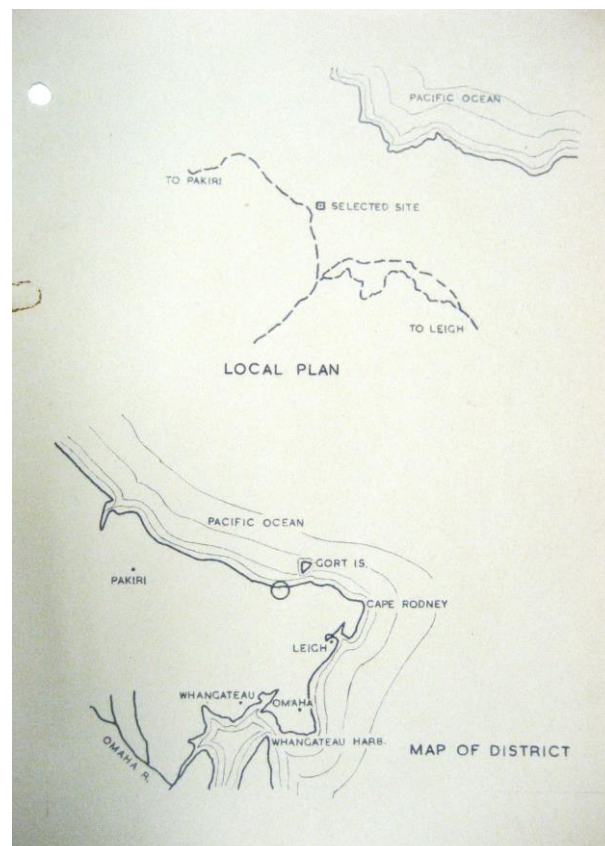 PACIFIC OCEAN
TO PAKIRI
SELECTED SITE
TO LEIGH
LOCAL PLAN
PACIFIC OCEAN
GORT IS.
PAKIRI
CAPE RODNEY
LEIGH
WHANGATEAU
OMAHA
WHANGATEAU HARB.
OMAHA R.
MAP OF DISTRICT